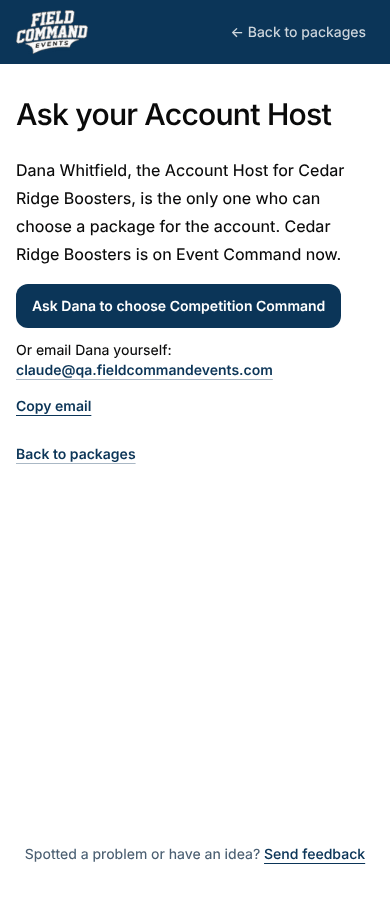 FIELD
COMMAND
EVENTS
← Back to packages
Ask your Account Host
Dana Whitfield, the Account Host for Cedar
Ridge Boosters, is the only one who can
choose a package for the account. Cedar
Ridge Boosters is on Event Command now.
Ask Dana to choose Competition Command
Or email Dana yourself:
claude@qa.fieldcommandevents.com
Copy email
Back to packages
Spotted a problem or have an idea? Send feedback